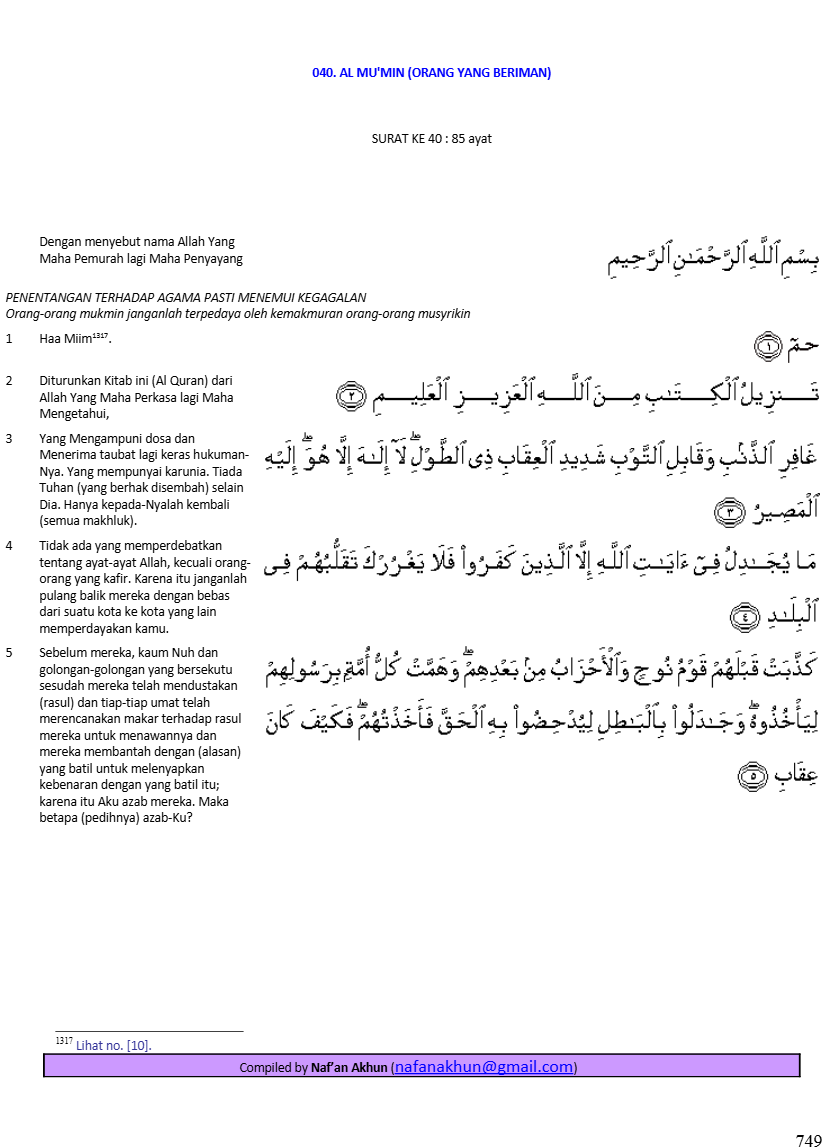 040. AL MU'MIN (ORANG YANG BERIMAN)
SURAT KE 40 : 85 ayat
Dengan menyebut nama Allah Yang
Maha Pemurah lagi Maha Penyayang
بِسْمِ ٱللَّهِ ٱلرَّحْمَـٰنِ ٱلرَّحِيمِ
PENENTANGAN TERHADAP AGAMA PASTI MENEMUI KEGAGALAN
Orang-orang mukmin janganlah terpedaya oleh kemakmuran orang-orang musyrikin
1 Haa Miim¹³¹⁷.
حمٓ ﴿١﴾
2 Diturunkan Kitab ini (Al Quran) dari
Allah Yang Maha Perkasa lagi Maha
Mengetahui,
تَنزِيلُ ٱلْكِتَـٰبِ مِنَ ٱللَّهِ ٱلْعَزِيزِ ٱلْعَلِيمِ ﴿٢﴾
3 Yang Mengampuni dosa dan
Menerima taubat lagi keras hukuman-
Nya. Yang mempunyai karunia. Tiada
Tuhan (yang berhak disembah) selain
Dia. Hanya kepada-Nyalah kembali
(semua makhluk).
غَافِرِ ٱلذَّنۢبِ وَقَابِلِ ٱلتَّوْبِ شَدِيدِ ٱلْعِقَابِ ذِى ٱلطَّوْلِ ۖ لَآ إِلَـٰهَ إِلَّا هُوَ ۖ إِلَيْهِ
ٱلْمَصِيرُ ﴿٣﴾
4 Tidak ada yang memperdebatkan
tentang ayat-ayat Allah, kecuali orang-
orang yang kafir. Karena itu janganlah
pulang balik mereka dengan bebas
dari suatu kota ke kota yang lain
memperdayakan kamu.
مَا يُجَـٰدِلُ فِىٓ ءَايَـٰتِ ٱللَّهِ إِلَّا ٱلَّذِينَ كَفَرُوا۟ فَلَا يَغْرُرْكَ تَقَلُّبُهُمْ فِى
ٱلْبِلَـٰدِ ﴿٤﴾
5 Sebelum mereka, kaum Nuh dan
golongan-golongan yang bersekutu
sesudah mereka telah mendustakan
(rasul) dan tiap-tiap umat telah
merencanakan makar terhadap rasul
mereka untuk menawannya dan
mereka membantah dengan (alasan)
yang batil untuk melenyapkan
kebenaran dengan yang batil itu;
karena itu Aku azab mereka. Maka
betapa (pedihnya) azab-Ku?
كَذَّبَتْ قَبْلَهُمْ قَوْمُ نُوحٍ وَٱلْأَحْزَابُ مِنۢ بَعْدِهِمْ ۖ وَهَمَّتْ كُلُّ أُمَّةٍۭ بِرَسُولِهِمْ
لِيَأْخُذُوهُ ۖ وَجَـٰدَلُوا۟ بِٱلْبَـٰطِلِ لِيُدْحِضُوا۟ بِهِ ٱلْحَقَّ فَأَخَذْتُهُمْ ۖ فَكَيْفَ كَانَ
عِقَابِ ﴿٥﴾
¹³¹⁷ Lihat no. [10].
Compiled by Naf’an Akhun (nafanakhun@gmail.com)
749